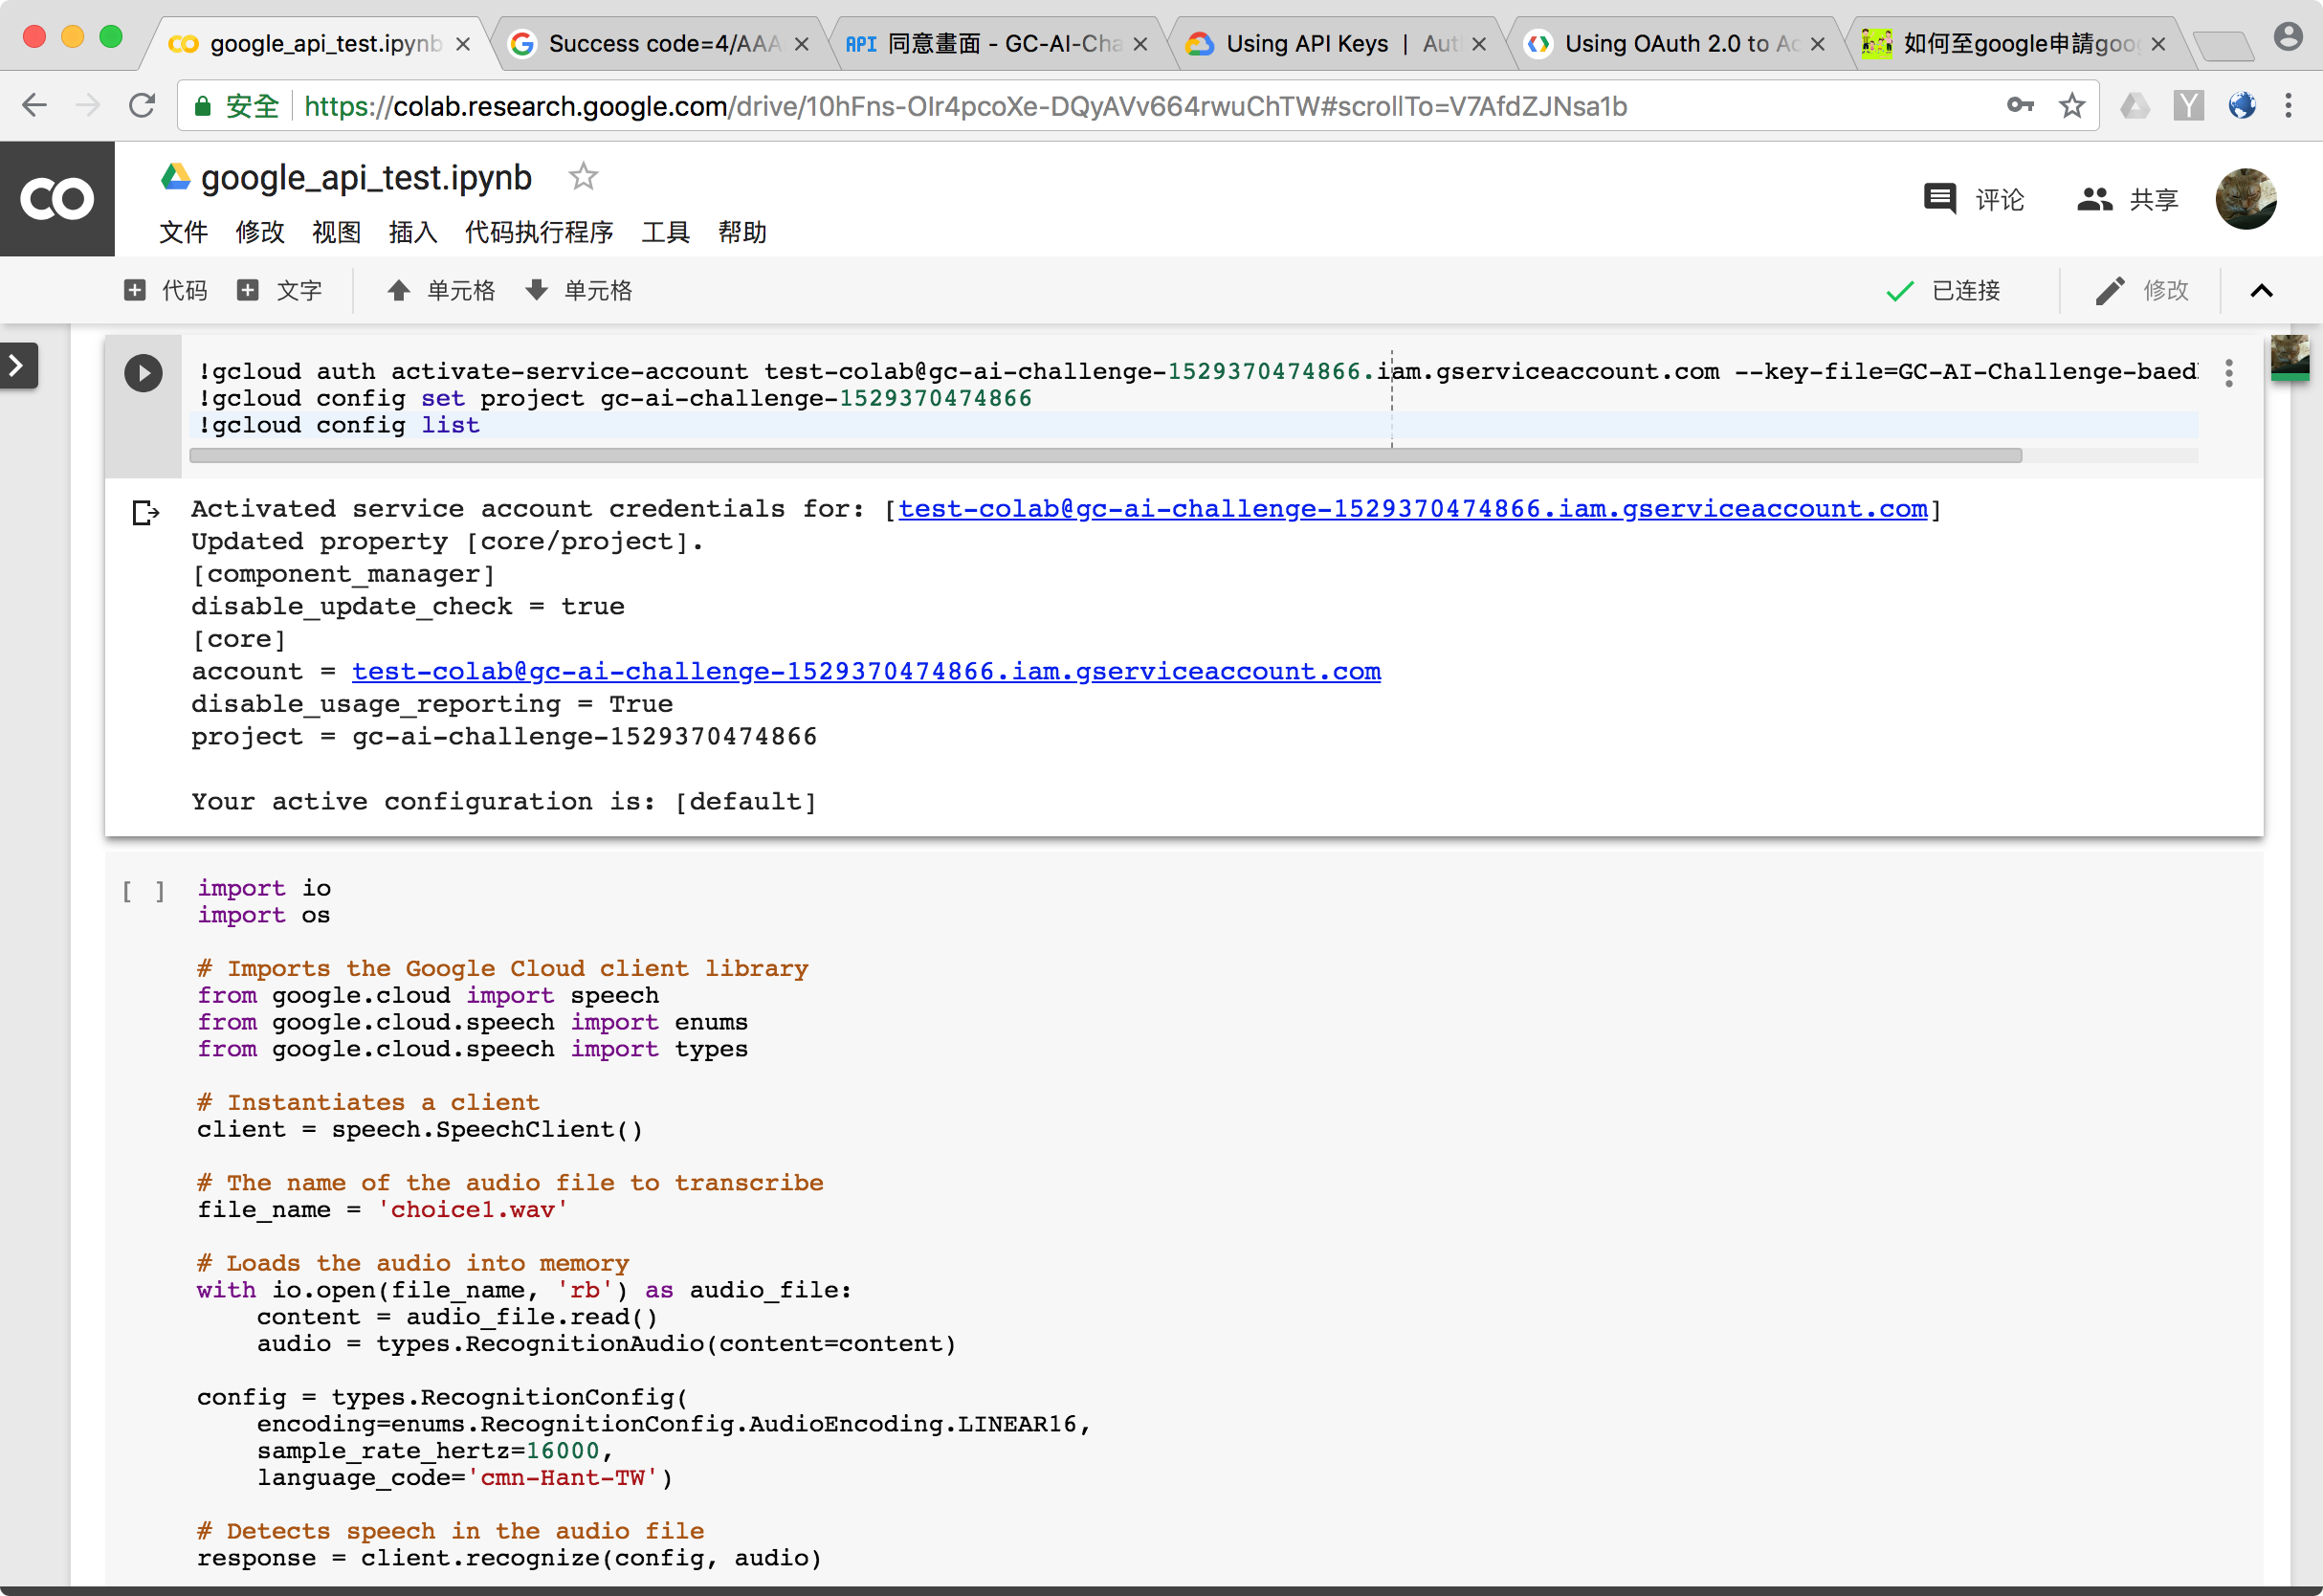 google_api_test.ipynb
Success code=4/AAA
API 同意畫面 - GC-AI-Cha
Using API Keys | Aut
Using OAuth 2.0 to Ac
如何至google申請goog
安全 https://colab.research.google.com/drive/10hFns-OIr4pcoXe-DQyAVv664rwuChTW#scrollTo=V7AfdZJNsa1b
CO
google_api_test.ipynb
文件 修改 视图 插入 代码执行程序 工具 帮助
评论 共享
代码 文字 单元格 单元格 已连接 修改
!gcloud auth activate-service-account test-colab@gc-ai-challenge-1529370474866.iam.gserviceaccount.com --key-file=GC-AI-Challenge-baed
!gcloud config set project gc-ai-challenge-1529370474866
!gcloud config list
Activated service account credentials for: [test-colab@gc-ai-challenge-1529370474866.iam.gserviceaccount.com]
Updated property [core/project].
[component_manager]
disable_update_check = true
[core]
account = test-colab@gc-ai-challenge-1529370474866.iam.gserviceaccount.com
disable_usage_reporting = True
project = gc-ai-challenge-1529370474866
Your active configuration is: [default]
[ ] import io
import os
# Imports the Google Cloud client library
from google.cloud import speech
from google.cloud.speech import enums
from google.cloud.speech import types
# Instantiates a client
client = speech.SpeechClient()
# The name of the audio file to transcribe
file_name = 'choice1.wav'
# Loads the audio into memory
with io.open(file_name, 'rb') as audio_file:
    content = audio_file.read()
    audio = types.RecognitionAudio(content=content)
config = types.RecognitionConfig(
    encoding=enums.RecognitionConfig.AudioEncoding.LINEAR16,
    sample_rate_hertz=16000,
    language_code='cmn-Hant-TW')
# Detects speech in the audio file
response = client.recognize(config, audio)